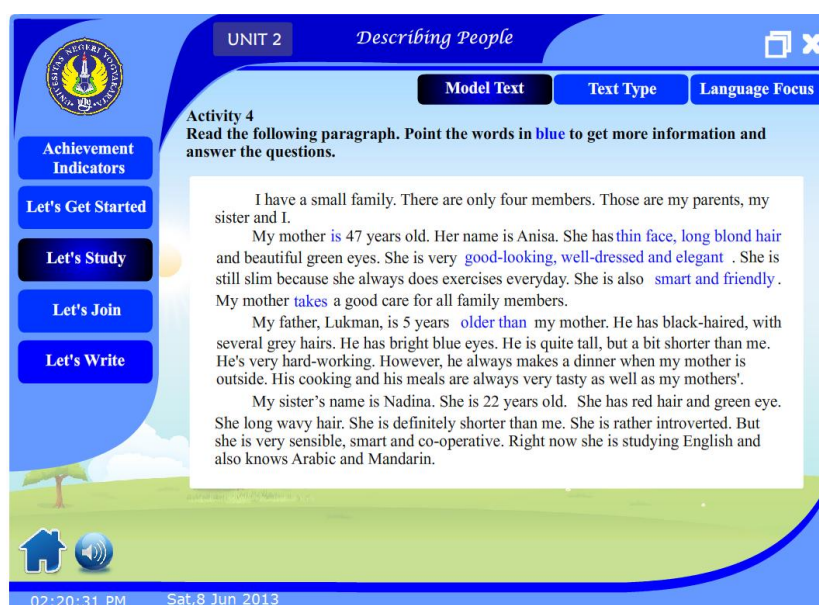 UNIT 2
Describing People
UNIVERSITAS NEGERI YOGYAKARTA
Model Text
Text Type
Language Focus
Achievement
Indicators
Let's Get Started
Let's Study
Let's Join
Let's Write
Activity 4
Read the following paragraph. Point the words in blue to get more information and
answer the questions.
I have a small family. There are only four members. Those are my parents, my
sister and I.
My mother is 47 years old. Her name is Anisa. She has thin face, long blond hair
and beautiful green eyes. She is very good-looking, well-dressed and elegant . She is
still slim because she always does exercises everyday. She is also smart and friendly .
My mother takes a good care for all family members.
My father, Lukman, is 5 years older than my mother. He has black-haired, with
several grey hairs. He has bright blue eyes. He is quite tall, but a bit shorter than me.
He's very hard-working. However, he always makes a dinner when my mother is
outside. His cooking and his meals are always very tasty as well as my mothers'.
My sister's name is Nadina. She is 22 years old. She has red hair and green eye.
She long wavy hair. She is definitely shorter than me. She is rather introverted. But
she is very sensible, smart and co-operative. Right now she is studying English and
also knows Arabic and Mandarin.
02:20:31 PM
Sat,8 Jun 2013